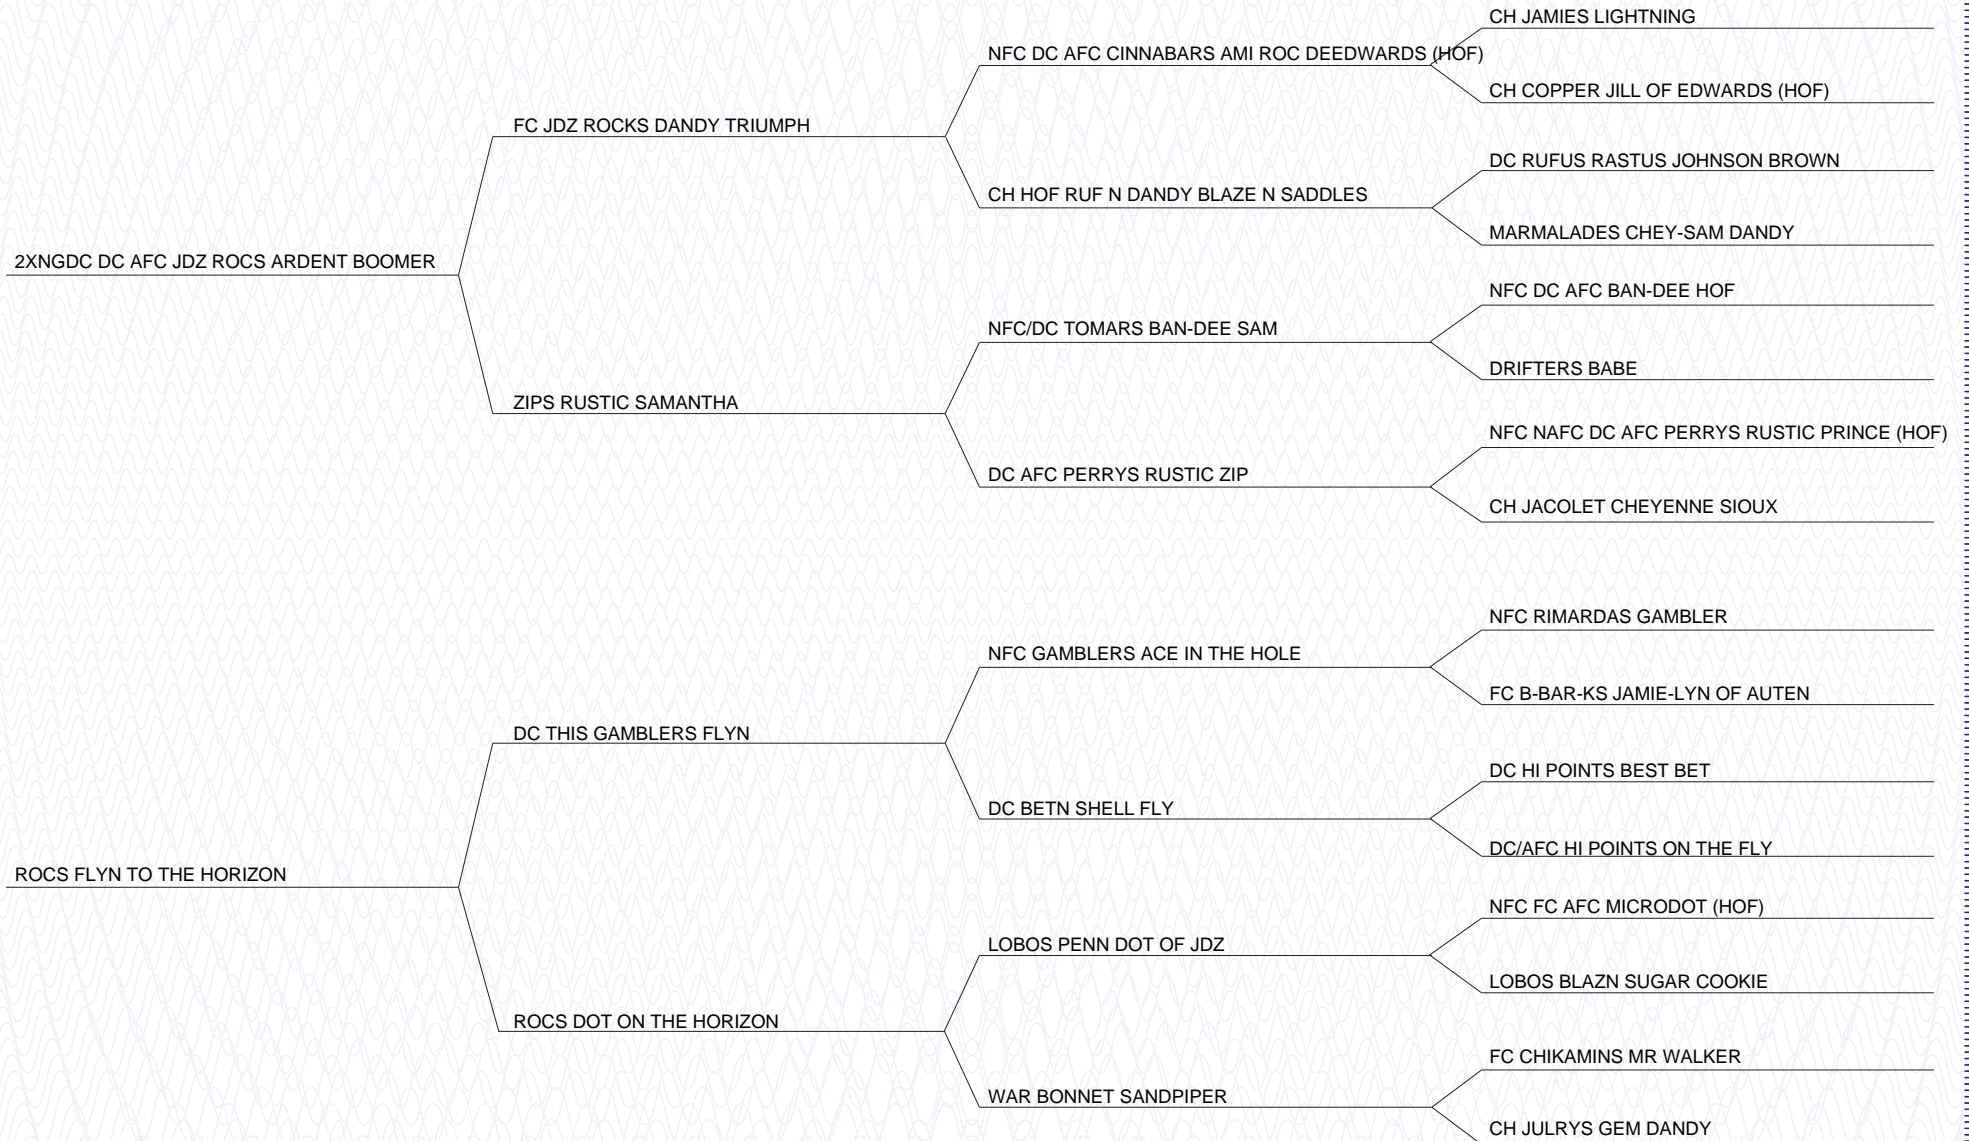 CH JAMIES LIGHTNING
NFC DC AFC CINNABARS AMI ROC DEEDWARDS (HOF)
CH COPPER JILL OF EDWARDS (HOF)
FC JDZ ROCKS DANDY TRIUMPH
DC RUFUS RASTUS JOHNSON BROWN
CH HOF RUF N DANDY BLAZE N SADDLES
MARMALADES CHEY-SAM DANDY
2XNGDC DC AFC JDZ ROCS ARDENT BOOMER
NFC DC AFC BAN-DEE HOF
NFC/DC TOMARS BAN-DEE SAM
DRIFTERS BABE
ZIPS RUSTIC SAMANTHA
NFC NAFC DC AFC PERRYS RUSTIC PRINCE (HOF)
DC AFC PERRYS RUSTIC ZIP
CH JACOLET CHEYENNE SIOUX
NFC RIMARDAS GAMBLER
NFC GAMBLERS ACE IN THE HOLE
FC B-BAR-KS JAMIE-LYN OF AUTEN
DC THIS GAMBLERS FLYN
DC HI POINTS BEST BET
DC BETN SHELL FLY
DC/AFC HI POINTS ON THE FLY
ROCS FLYN TO THE HORIZON
NFC FC AFC MICRODOT (HOF)
LOBOS PENN DOT OF JDZ
LOBOS BLAZN SUGAR COOKIE
ROCS DOT ON THE HORIZON
FC CHIKAMINS MR WALKER
WAR BONNET SANDPIPER
CH JULRYS GEM DANDY